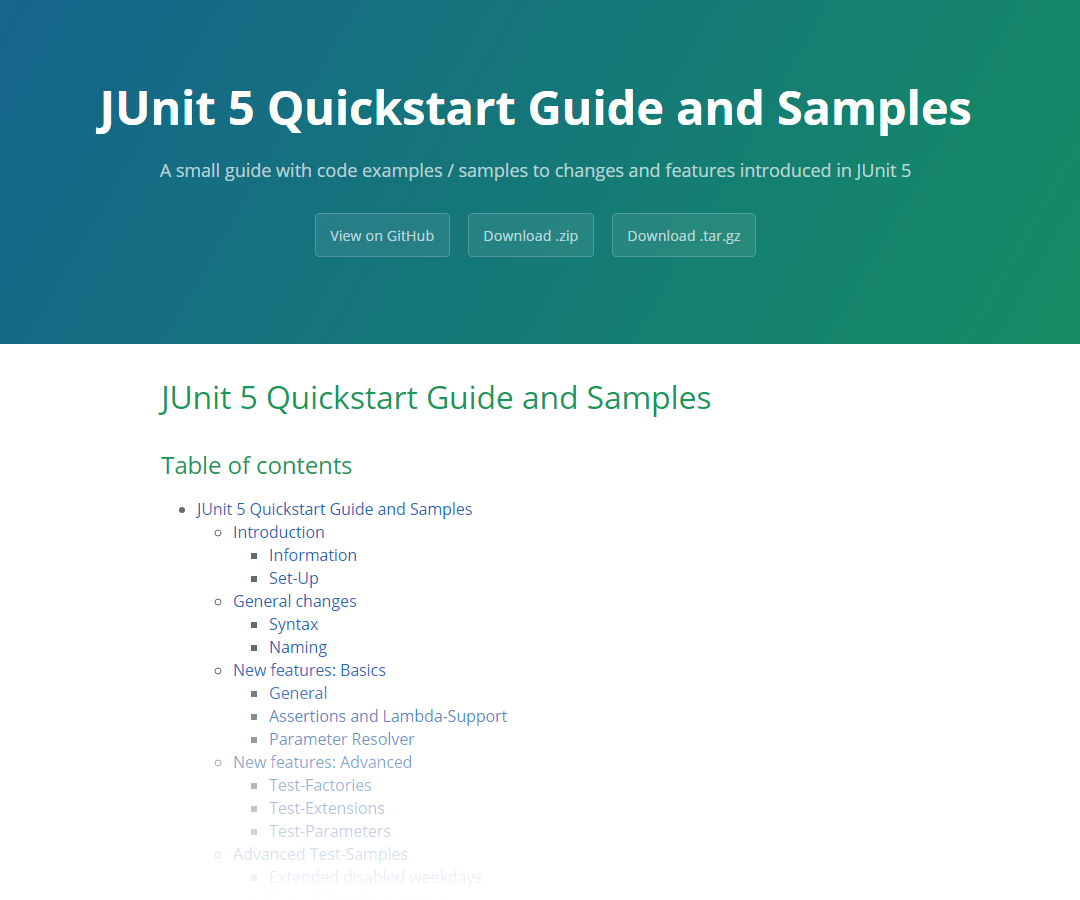 JUnit 5 Quickstart Guide and Samples
A small guide with code examples / samples to changes and features introduced in JUnit 5
View on GitHub Download .zip Download .tar.gz
JUnit 5 Quickstart Guide and Samples
Table of contents
JUnit 5 Quickstart Guide and Samples
Introduction
Information
Set-Up
General changes
Syntax
Naming
New features: Basics
General
Assertions and Lambda-Support
Parameter Resolver
New features: Advanced
Test-Factories
Test-Extensions
Test-Parameters
Advanced Test-Samples
Extended disabled weekdays